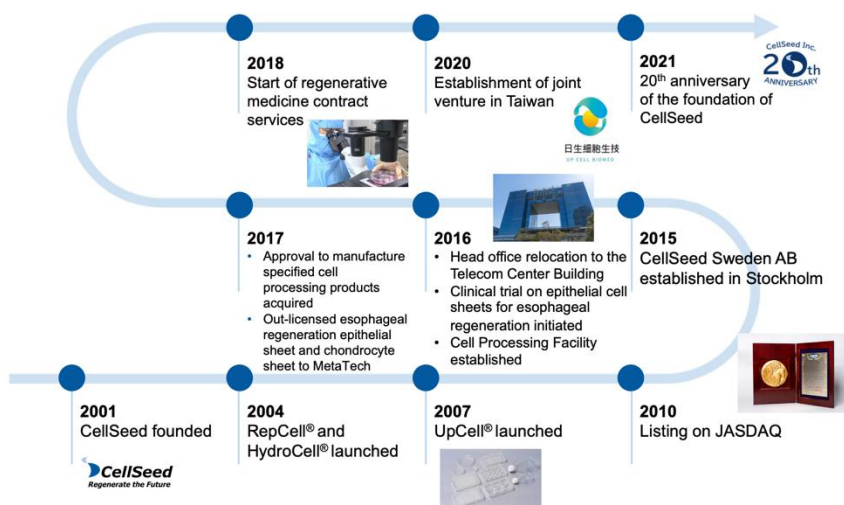 2018
Start of regenerative
medicine contract
services
2020
Establishment of joint
venture in Taiwan
日生細胞生技
UP CELL BIOMED
2021
20th anniversary
of the foundation of
CellSeed
CellSeed Inc.
20th
ANNIVERSARY
2017
• Approval to manufacture
specified cell
processing products
acquired
• Out-licensed esophageal
regeneration epithelial
sheet and chondrocyte
sheet to MetaTech
2016
• Head office relocation to the
Telecom Center Building
• Clinical trial on epithelial cell
sheets for esophageal
regeneration initiated
• Cell Processing Facility
established
2015
CellSeed Sweden AB
established in Stockholm
2001
CellSeed founded
CellSeed
Regenerate the Future
2004
RepCell® and
HydroCell® launched
2007
UpCell® launched
2010
Listing on JASDAQ